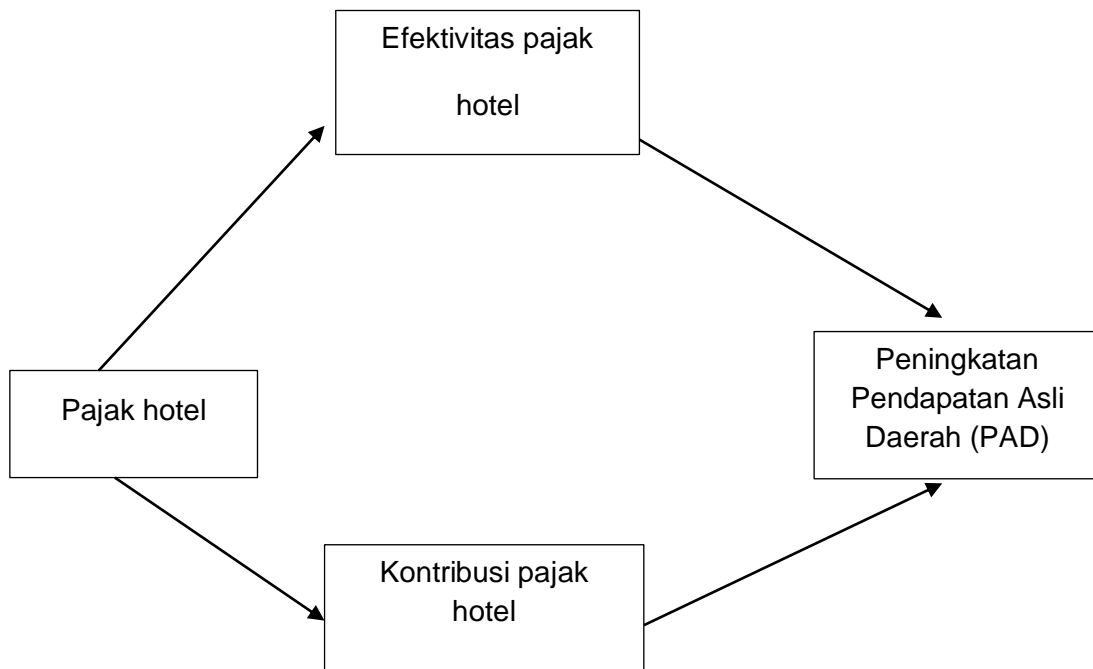 Efektivitas pajak
hotel
Pajak hotel
Peningkatan
Pendapatan Asli
Daerah (PAD)
Kontribusi pajak
hotel